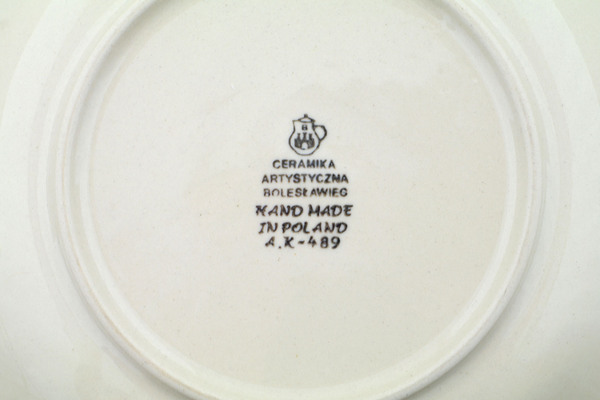 CERAMIKA
ARTYSTYCZNA
BOLESŁAWIEC
HAND MADE
IN POLAND
A.K-489